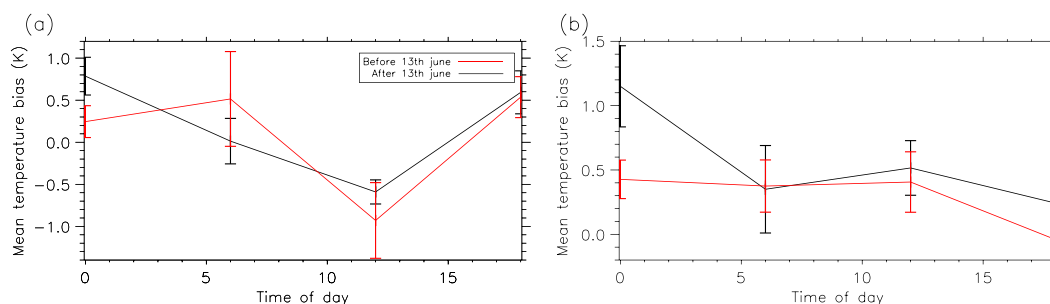 (a)
(b)
Mean temperature bias (K)
1.0
0.5
0.0
−0.5
−1.0
Before 13th june
After 13th june
0 5 10 15
Time of day
Mean temperature bias (K)
1.5
1.0
0.5
0.0
0 5 10 15
Time of day